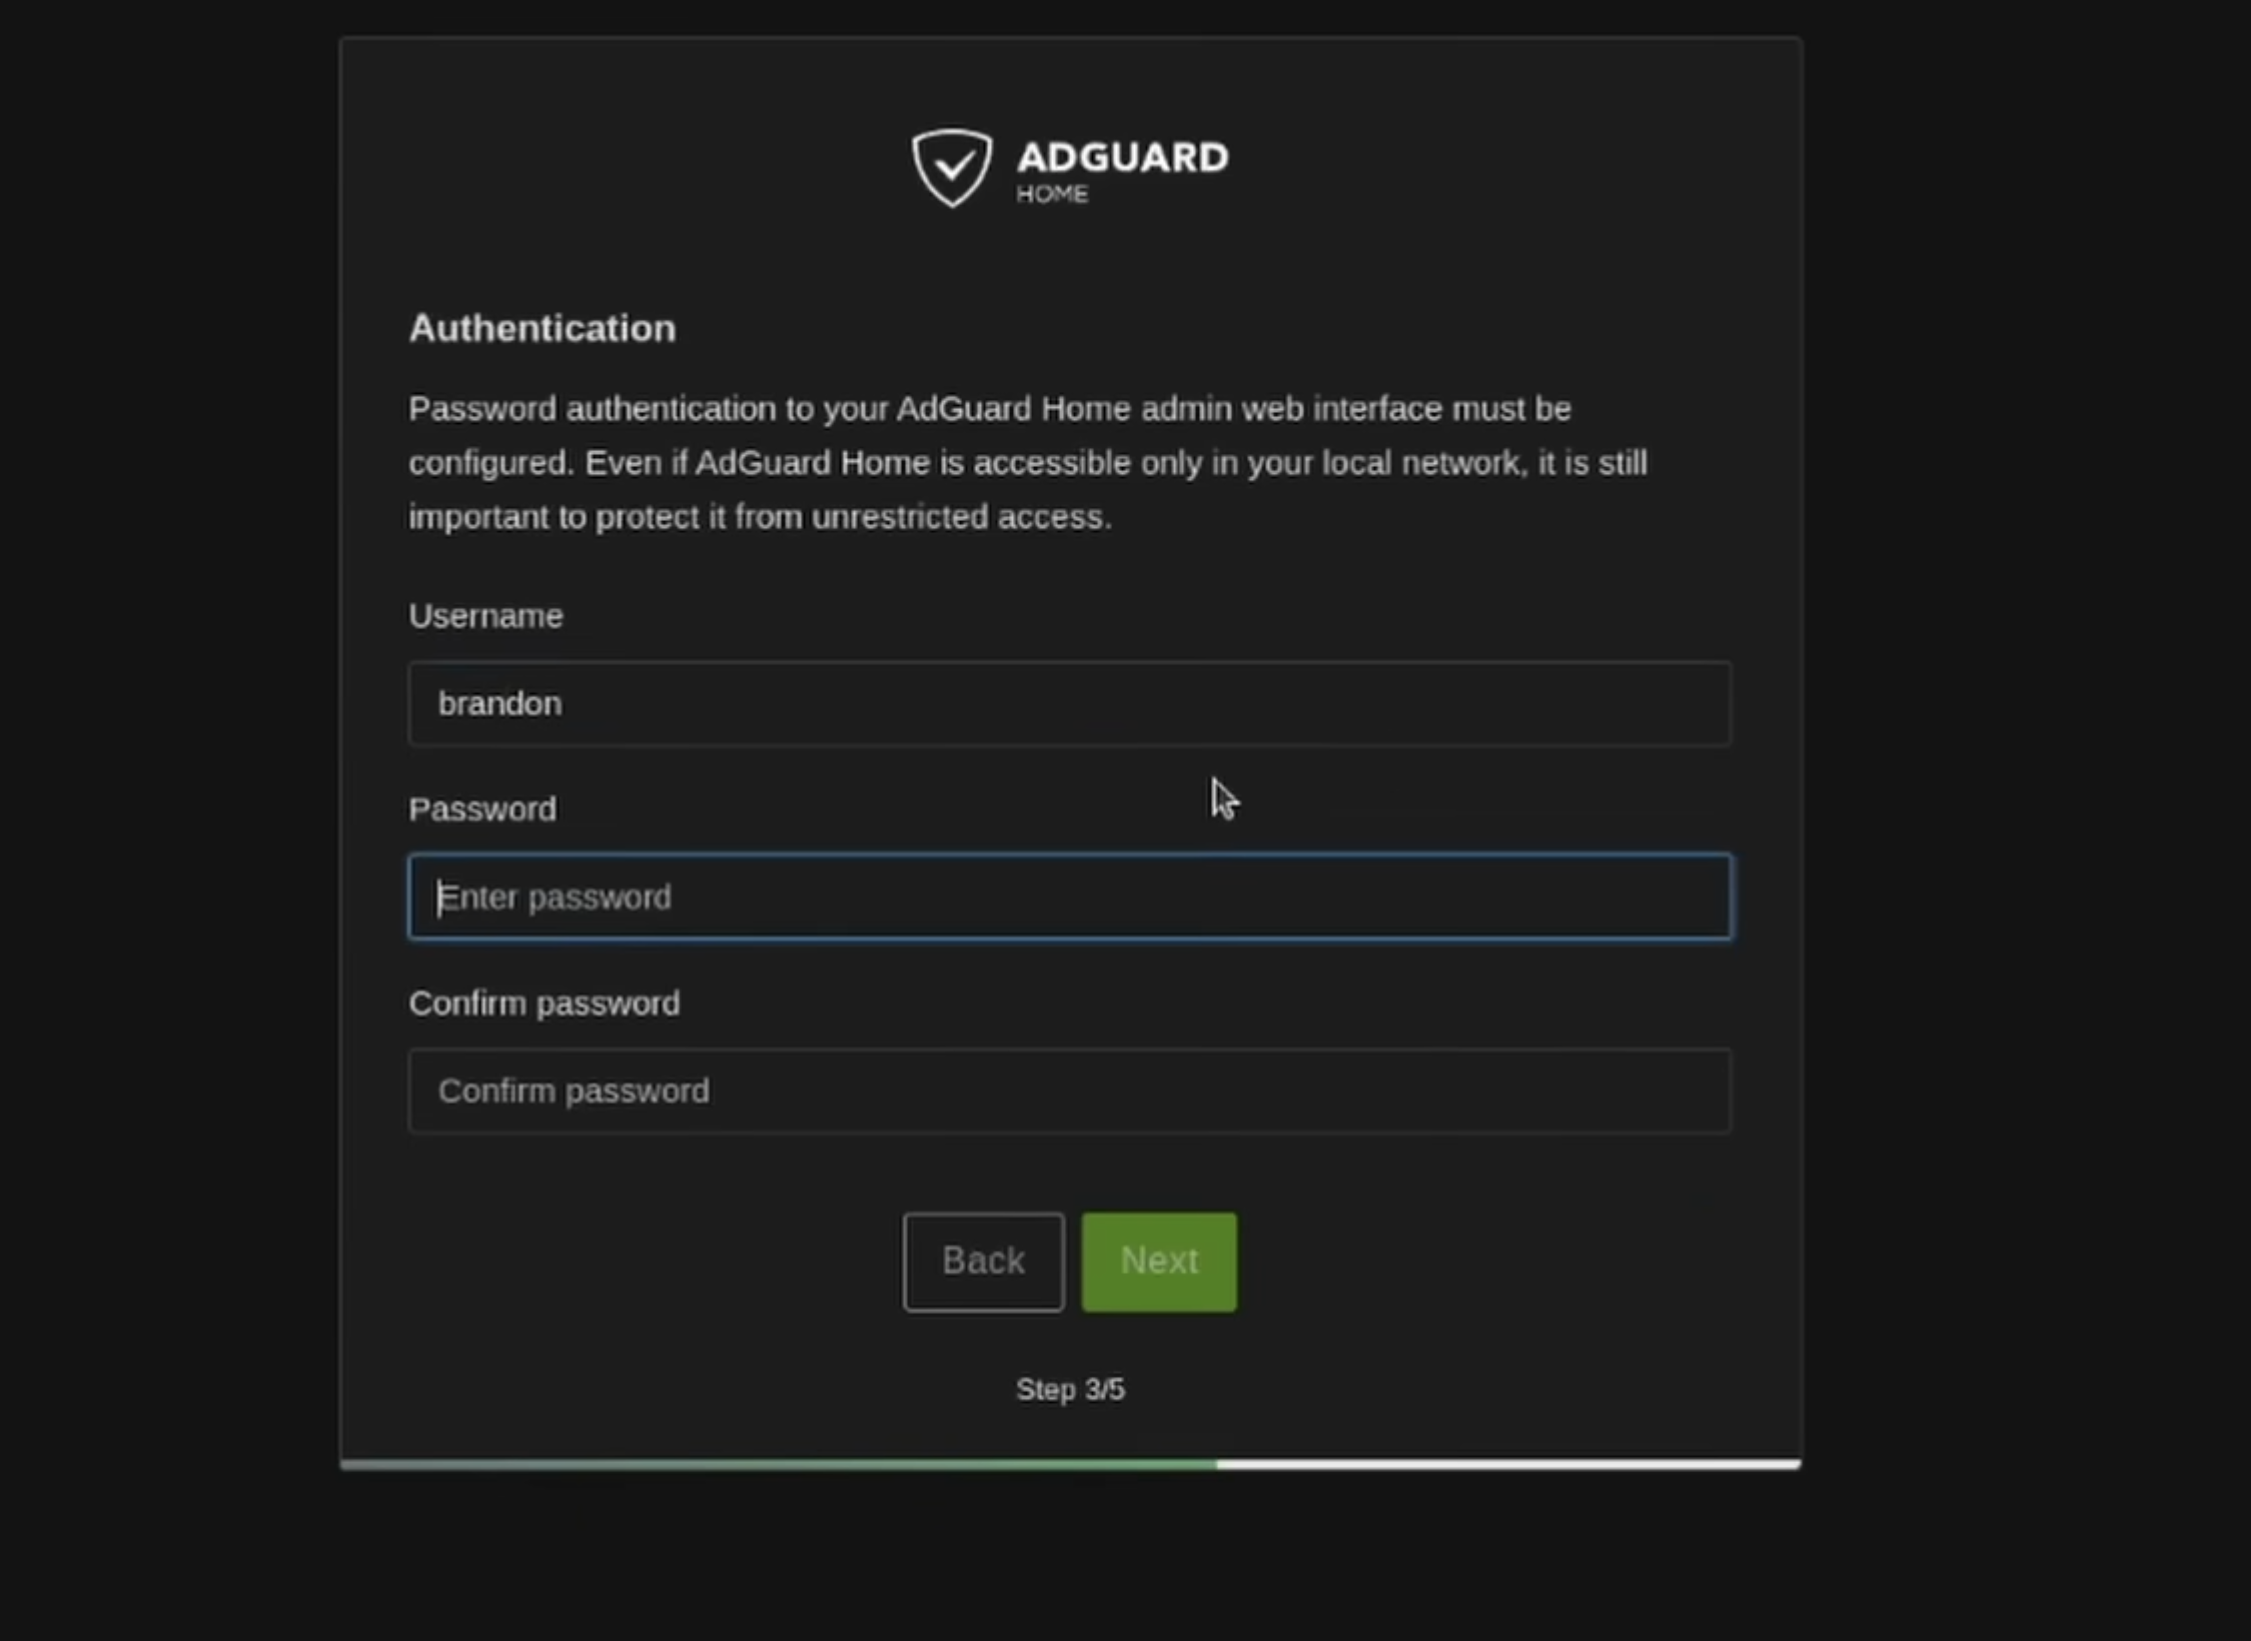 ADGUARD
HOME
Authentication
Password authentication to your AdGuard Home admin web interface must be
configured. Even if AdGuard Home is accessible only in your local network, it is still
important to protect it from unrestricted access.
Username
brandon
Password
Enter password
Confirm password
Confirm password
Back Next
Step 3/5